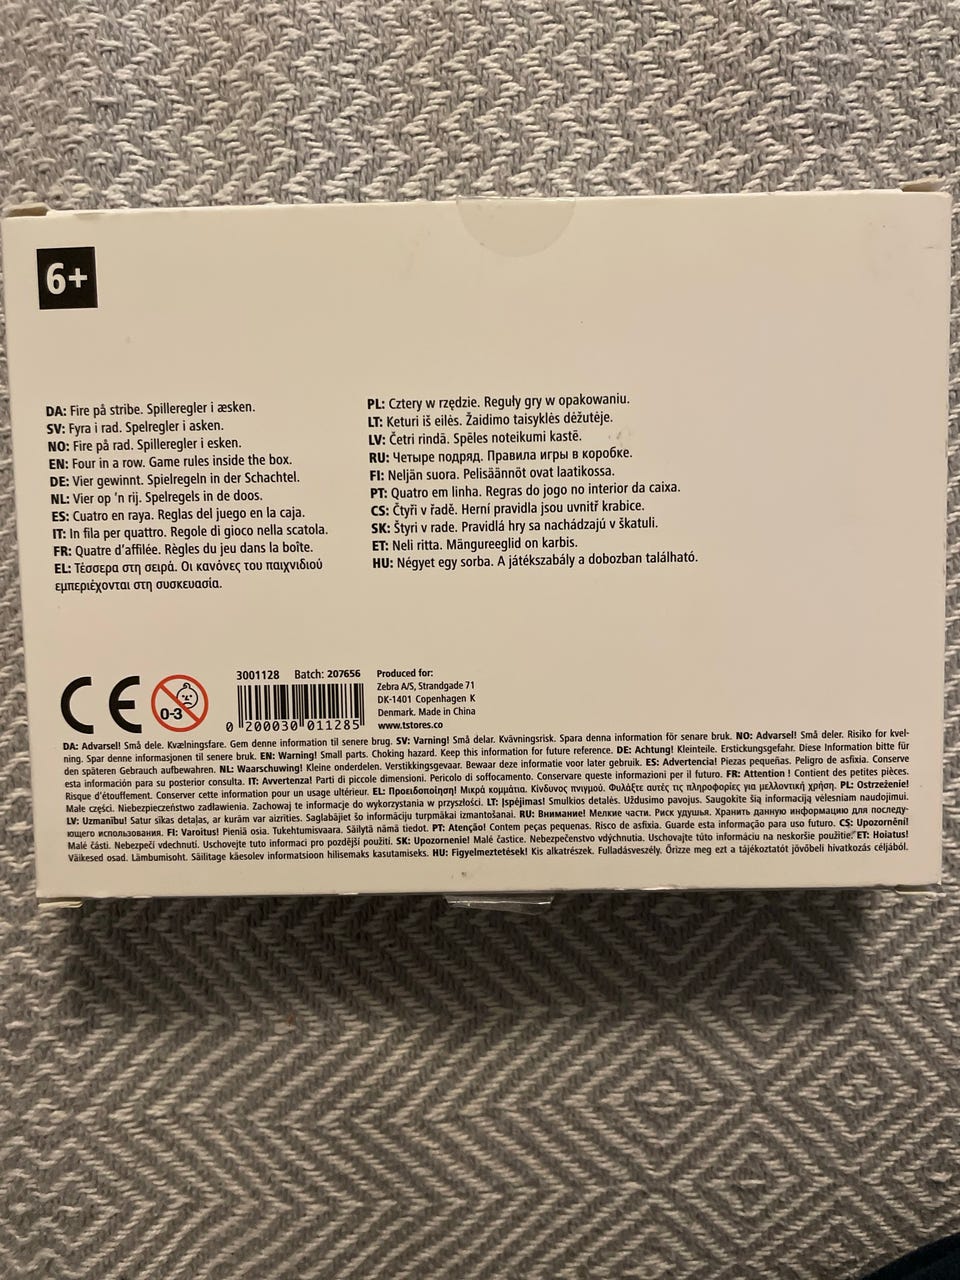 6+
DA: Fire på stribe. Spilleregler i æsken.
SV: Fyra i rad. Spelregler i asken.
NO: Fire på rad. Spilleregler i esken.
EN: Four in a row. Game rules inside the box.
DE: Vier gewinnt. Spielregeln in der Schachtel.
NL: Vier op 'n rij. Spelregels in de doos.
ES: Cuatro en raya. Reglas del juego en la caja.
IT: In fila per quattro. Regole di gioco nella scatola.
FR: Quatre d'affilée. Règles du jeu dans la boîte.
EL: Τέσσερα στη σειρά. Οι κανόνες του παιχνιδιού
εμπεριέχονται στη συσκευασία.
PL: Cztery w rzędzie. Reguły gry w opakowaniu.
LT: Keturi iš eilės. Žaidimo taisyklės dėžutėje.
LV: Četri rindā. Spēles noteikumi kastē.
RU: Четыре подряд. Правила игры в коробке.
FI: Neljän suora. Pelisäännöt ovat laatikossa.
PT: Quatro em linha. Regras do jogo no interior da caixa.
CS: Čtyři v řadě. Herní pravidla jsou uvnitř krabice.
SK: Štyri v rade. Pravidlá hry sa nachádzajú v škatuli.
ET: Neli ritta. Mängureeglid on karbis.
HU: Négyet egy sorba. A játékszabály a dobozban található.
CE
0-3
3001128 Batch: 207656
0 200030 011285
Produced for:
Zebra A/S, Strandgade 71
DK-1401 Copenhagen K
Denmark. Made in China
www.tstores.co
DA: Advarsel! Små dele. Kvælningsfare. Gem denne information til senere brug. SV: Varning! Små delar. Kvävningsrisk. Spara denna information för senare bruk. NO: Advarsel! Små deler. Risiko for kvel-
ning. Spar denne informasjonen til senere bruk. EN: Warning! Small parts. Choking hazard. Keep this information for future reference. DE: Achtung! Kleinteile. Erstickungsgefahr. Diese Information bitte für
den späteren Gebrauch aufbewahren. NL: Waarschuwing! Kleine onderdelen. Verstikkingsgevaar. Bewaar deze informatie voor later gebruik. ES: Advertencia! Piezas pequeñas. Peligro de asfixia. Conserve
esta información para su posterior consulta. IT: Avvertenza! Parti di piccole dimensioni. Pericolo di soffocamento. Conservare queste informazioni per il futuro. FR: Attention ! Contient des petites pièces.
Risque d'étouffement. Conserver cette information pour un usage ultérieur. EL: Προειδοποίηση! Μικρά κομμάτια. Κίνδυνος πνιγμού. Φυλάξτε αυτές τις πληροφορίες για μελλοντική χρήση. PL: Ostrzeżenie!
Małe części. Niebezpieczeństwo zadławienia. Zachowaj te informacje do wykorzystania w przyszłości. LT: Įspėjimas! Smulkios detalės. Uždusimo pavojus. Saugokite šią informaciją vėlesniam naudojimui.
LV: Uzmanību! Satur sīkas detaļas, ar kurām var aizrīties. Saglabājiet šo informāciju turpmākai izmantošanai. RU: Внимание! Мелкие части. Риск удушья. Хранить данную информацию для последу-
ющего использования. FI: Varoitus! Pieniä osia. Tukehtumisvaara. Säilytä nämä tiedot. PT: Atenção! Contem peças pequenas. Risco de asfixia. Guarde esta informação para uso futuro. CS: Upozornění!
Malé části. Nebezpečí vdechnutí. Uschovejte tuto informaci pro pozdější použití. SK: Upozornenie! Malé častice. Nebezpečenstvo vdýchnutia. Uschovajte túto informáciu na neskoršie použitie. ET: Hoiatus!
Väikesed osad. Lämbumisoht. Säilitage käesolev informatsioon hilisemaks kasutamiseks. HU: Figyelmeztetések! Kis alkatrészek. Fulladásveszély. Őrizze meg ezt a tájékoztatót jövőbeli hivatkozás céljából.